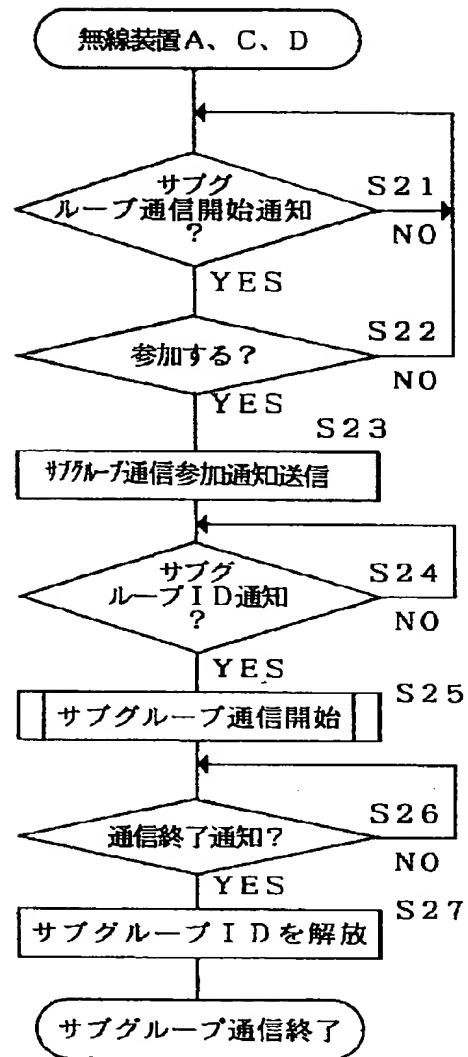 無線装置A、C、D
サブグ
ループ通信開始通知
?
S21
NO
YES
参加する?
S22
NO
YES
S23
サブグループ通信参加通知送信
サブグ
ループID通知
?
S24
NO
YES
サブグループ通信開始
S25
通信終了通知?
S26
NO
YES
サブグループIDを解放
S27
サブグループ通信終了